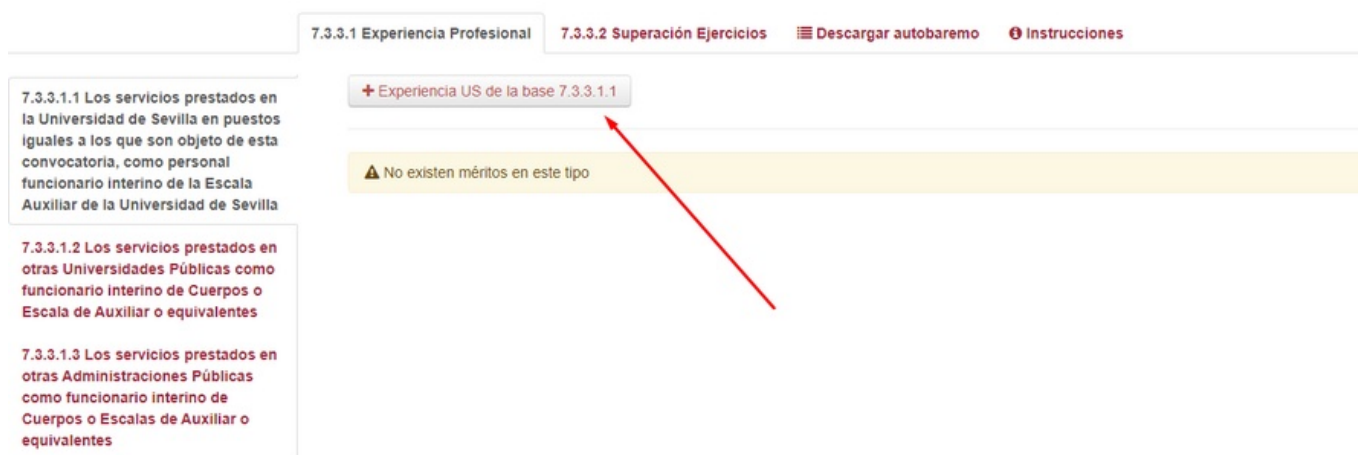 7.3.3.1 Experiencia Profesional 7.3.3.2 Superación Ejercicios Descargar autobaremo Instrucciones
7.3.3.1.1 Los servicios prestados en
la Universidad de Sevilla en puestos
iguales a los que son objeto de esta
convocatoria, como personal
funcionario interino de la Escala
Auxiliar de la Universidad de Sevilla
7.3.3.1.2 Los servicios prestados en
otras Universidades Públicas como
funcionario interino de Cuerpos o
Escala de Auxiliar o equivalentes
7.3.3.1.3 Los servicios prestados en
otras Administraciones Públicas
como funcionario interino de
Cuerpos o Escalas de Auxiliar o
equivalentes
+ Experiencia US de la base 7.3.3.1.1
No existen méritos en este tipo